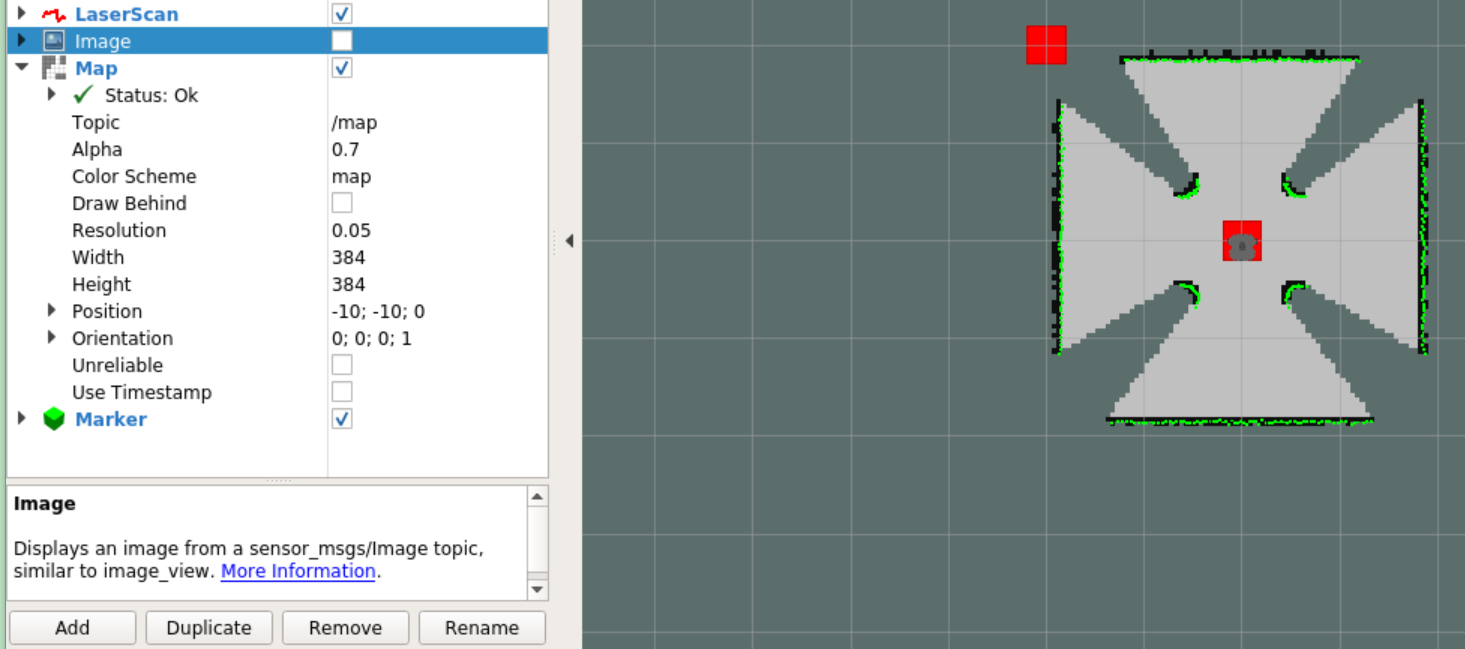 LaserScan
Image
Map
Status: Ok
Topic /map
Alpha 0.7
Color Scheme map
Draw Behind
Resolution 0.05
Width 384
Height 384
Position -10; -10; 0
Orientation 0; 0; 0; 1
Unreliable
Use Timestamp
Marker
Image
Displays an image from a sensor_msgs/Image topic,
similar to image_view. More Information.
Add Duplicate Remove Rename